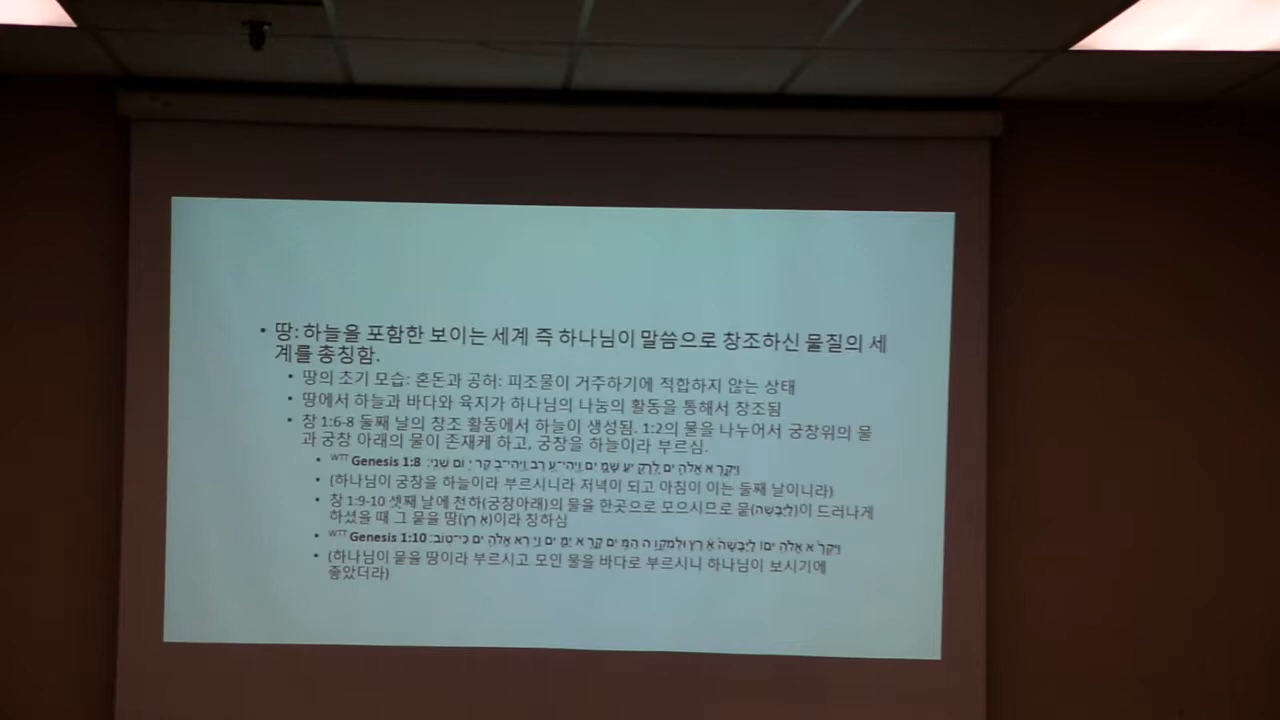 • 땅: 하늘을 포함한 보이는 세계 즉 하나님이 말씀으로 창조하신 물질의 세
계를 총칭함.
• 땅의 초기 모습: 혼돈과 공허: 피조물이 거주하기에 적합하지 않는 상태
• 땅에서 하늘과 바다와 육지가 하나님의 나눔의 활동을 통해서 창조됨
• 창 1:6-8 둘째 날의 창조 활동에서 하늘이 생성됨. 1:2의 물을 나누어서 궁창위의 물
과 궁창 아래의 물이 존재케 하고, 궁창을 하늘이라 부르심.
• WTT Genesis 1:8 וַיִּקְרָ א אֱלֹהִ ים לָֽרָקִ יעַ שָׁמָ יִם וַֽיְהִי־עֶ רֶב וַֽיְהִי־בֹ קֶר י ֹום שֵׁנִֽי׃
• (하나님이 궁창을 하늘이라 부르시니라 저녁이 되고 아침이 이는 둘째 날이니라)
• 창 1:9-10 셋째 날에 천하(궁창아래)의 물을 한곳으로 모으시므로 뭍(לַיַּבָּשָׁה)이 드러나게
하셨을 때 그 뭍을 땅(אֶ רֶץ)이라 칭하심
• WTT Genesis 1:10 וַיִּקְרָ א אֱלֹהִ ים׀ לַיַּבָּשָׁה אֶ רֶץ וּלְמִקְוֵ ה הַמַּ יִם קָרָ א יַמִּ ים וַיַּ רְא אֱלֹהִ ים כִּי־טֽוֹב׃
• (하나님이 뭍을 땅이라 부르시고 모인 물을 바다로 부르시니 하나님이 보시기에
좋았더라)